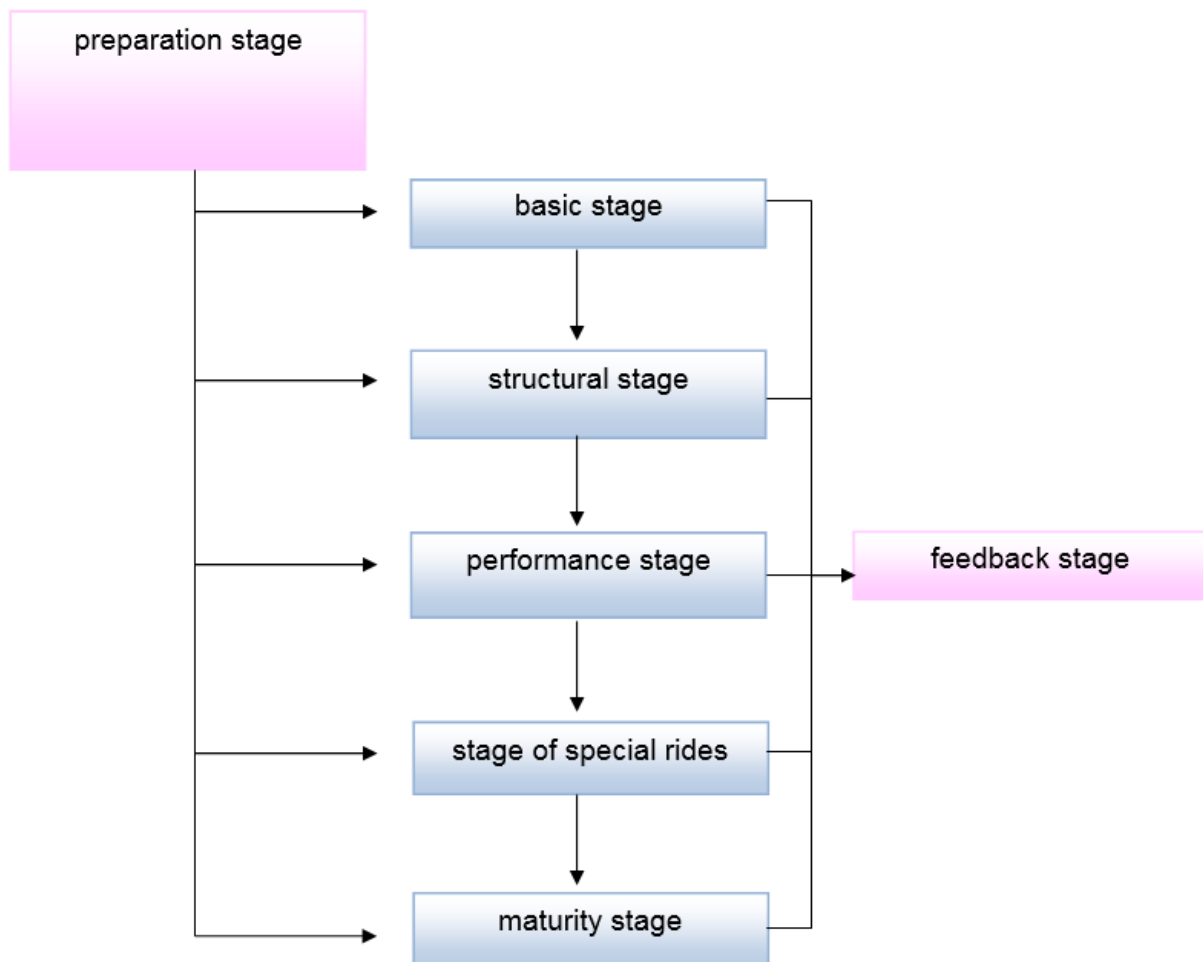 preparation stage
basic stage
structural stage
performance stage
feedback stage
stage of special rides
maturity stage